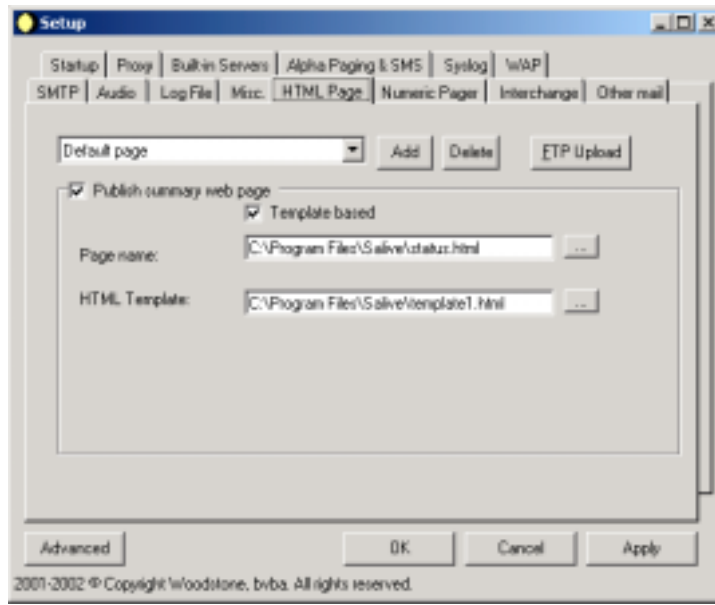 Setup
Startup Proxy Built-in Servers Alpha Paging & SMS Syslog WAP
SMTP Audio Log File Misc. HTML Page Numeric Pager Interchange Other mail
Default page Add Delete FTP Upload
Publish summary web page
Template based
Page name: C:\Program Files\Salive\status.html ...
HTML Template: C:\Program Files\Salive\template1.html ...
Advanced OK Cancel Apply
2001-2002 © Copyright Woodstone, bvba. All rights reserved.